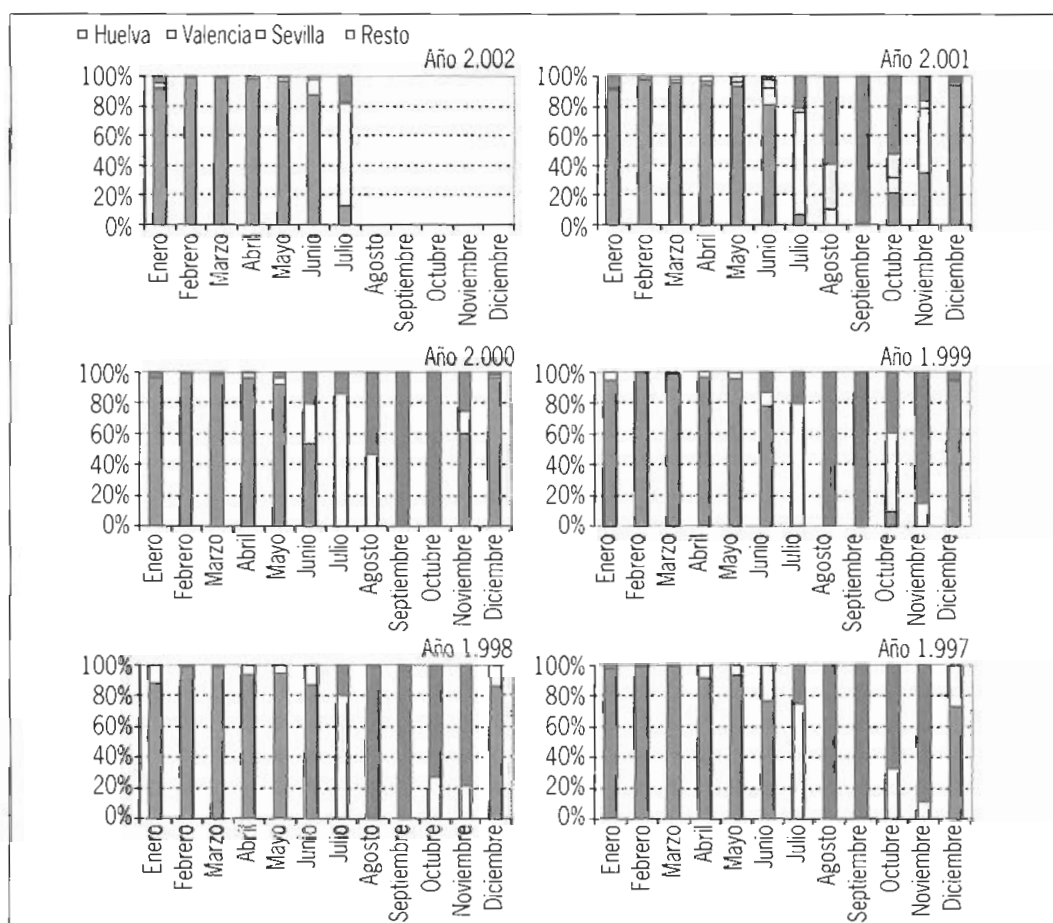 Huelva Valencia Sevilla Resto
Año 2.002
100%
80%
60%
40%
20%
0%
Enero
Febrero
Marzo
Abril
Mayo
Junio
Julio
Agosto
Septiembre
Octubre
Noviembre
Diciembre
Año 2.001
100%
80%
60%
40%
20%
0%
Enero
Febrero
Marzo
Abril
Mayo
Junio
Julio
Agosto
Septiembre
Octubre
Noviembre
Diciembre
Año 2.000
100%
80%
60%
40%
20%
0%
Enero
Febrero
Marzo
Abril
Mayo
Junio
Julio
Agosto
Septiembre
Octubre
Noviembre
Diciembre
Año 1.999
100%
80%
60%
40%
20%
0%
Enero
Febrero
Marzo
Abril
Mayo
Junio
Julio
Agosto
Septiembre
Octubre
Noviembre
Diciembre
Año 1.998
100%
80%
60%
40%
20%
0%
Enero
Febrero
Marzo
Abril
Mayo
Junio
Julio
Agosto
Septiembre
Octubre
Noviembre
Diciembre
Año 1.997
100%
80%
60%
40%
20%
0%
Enero
Febrero
Marzo
Abril
Mayo
Junio
Julio
Agosto
Septiembre
Octubre
Noviembre
Diciembre